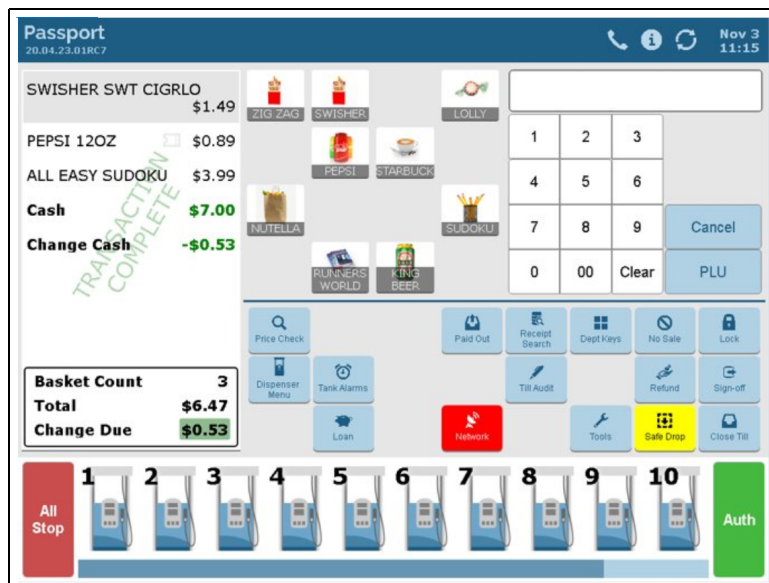 Passport
20.04.23.01RC7
Nov 3
11:15
SWISHER SWT CIGRLO
$1.49
PEPSI 12OZ $0.89
ALL EASY SUDOKU $3.99
Cash $7.00
Change Cash -$0.53
TRANSACTION
COMPLETE
Basket Count 3
Total $6.47
Change Due $0.53
ZIG ZAG SWISHER LOLLY
PEPSI STARBUCK
NUTELLA SUDOKU
RUNNERS
WORLD
KING
BEER
1 2 3
4 5 6
7 8 9 Cancel
0 00 Clear PLU
Price Check Paid Out Receipt
Search Dept Keys No Sale Lock
Dispenser
Menu Tank Alarms Till Audit Refund Sign-off
Loan Network Tools Safe Drop Close Till
All
Stop
1 2 3 4 5 6 7 8 9 10
Auth